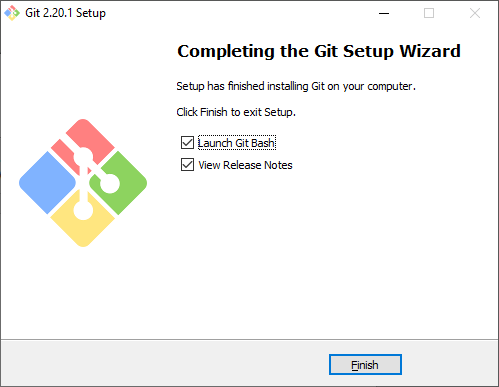 Git 2.20.1 Setup
Completing the Git Setup Wizard
Setup has finished installing Git on your computer.
Click Finish to exit Setup.
Launch Git Bash
View Release Notes
Finish